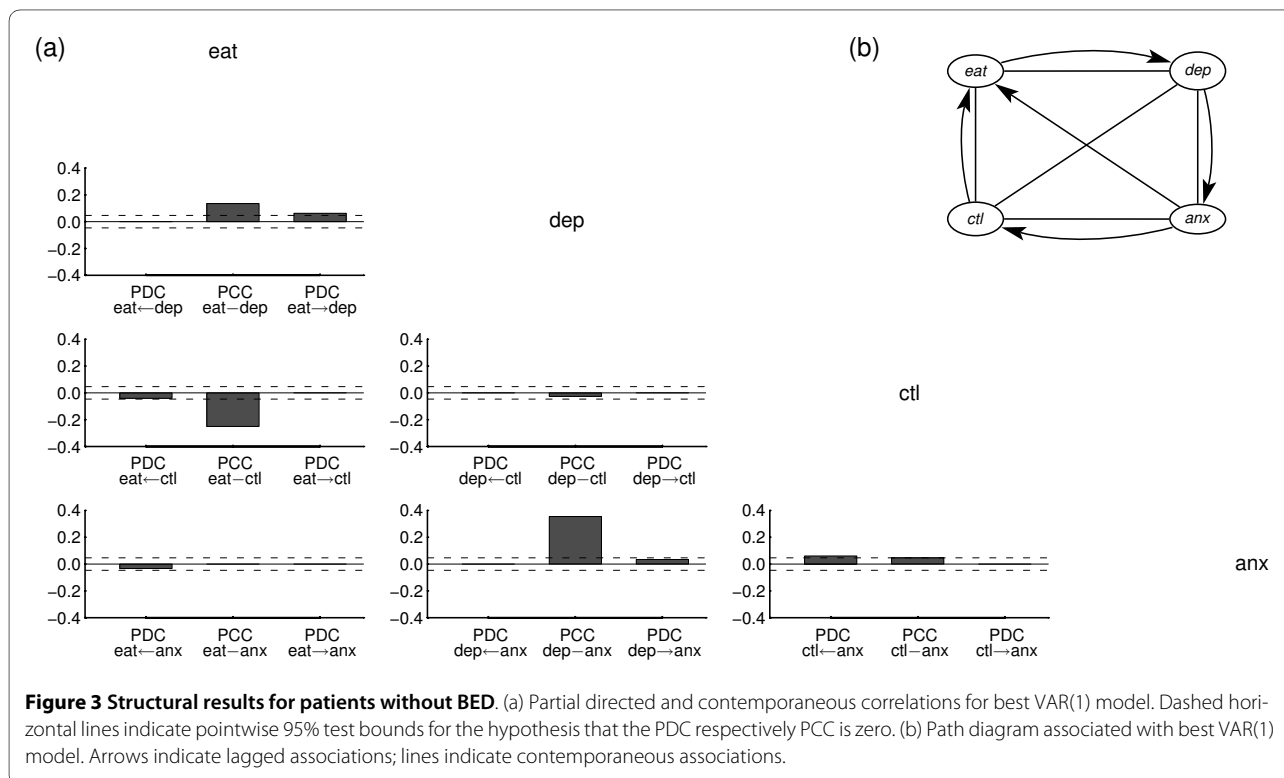 (a)
eat
(b)
eat
dep
ctl
anx
0.4
0.2
0.0
−0.2
−0.4
PDC PCC PDC
eat←dep eat−dep eat→dep
dep
0.4
0.2
0.0
−0.2
−0.4
PDC PCC PDC
eat←ctl eat−ctl eat→ctl
0.4
0.2
0.0
−0.2
−0.4
PDC PCC PDC
dep←ctl dep−ctl dep→ctl
ctl
0.4
0.2
0.0
−0.2
−0.4
PDC PCC PDC
eat←anx eat−anx eat→anx
0.4
0.2
0.0
−0.2
−0.4
PDC PCC PDC
dep←anx dep−anx dep→anx
0.4
0.2
0.0
−0.2
−0.4
PDC PCC PDC
ctl←anx ctl−anx ctl→anx
anx
Figure 3 Structural results for patients without BED. (a) Partial directed and contemporaneous correlations for best VAR(1) model. Dashed hori-
zontal lines indicate pointwise 95% test bounds for the hypothesis that the PDC respectively PCC is zero. (b) Path diagram associated with best VAR(1)
model. Arrows indicate lagged associations; lines indicate contemporaneous associations.